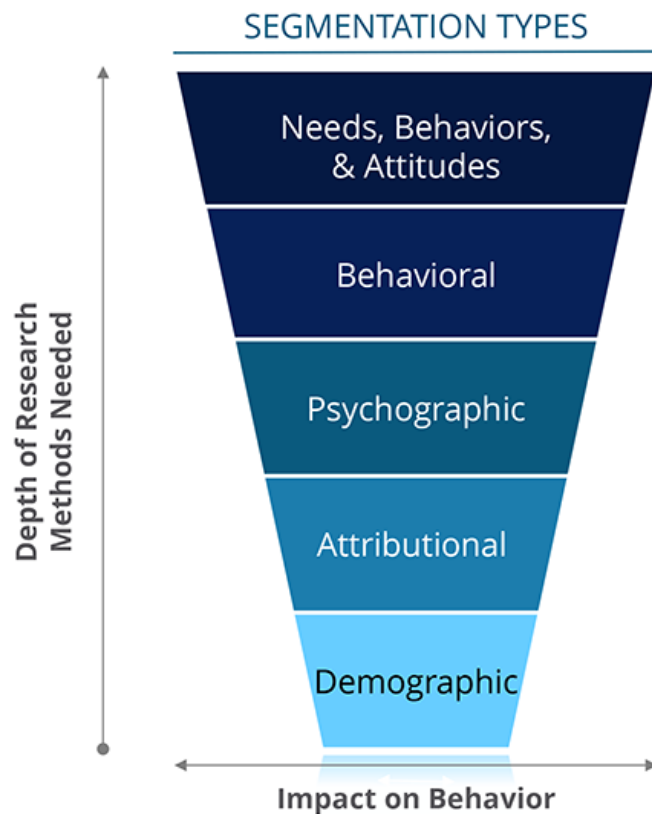 SEGMENTATION TYPES
Needs, Behaviors,
& Attitudes
Behavioral
Psychographic
Attributional
Demographic
Depth of Research
Methods Needed
Impact on Behavior